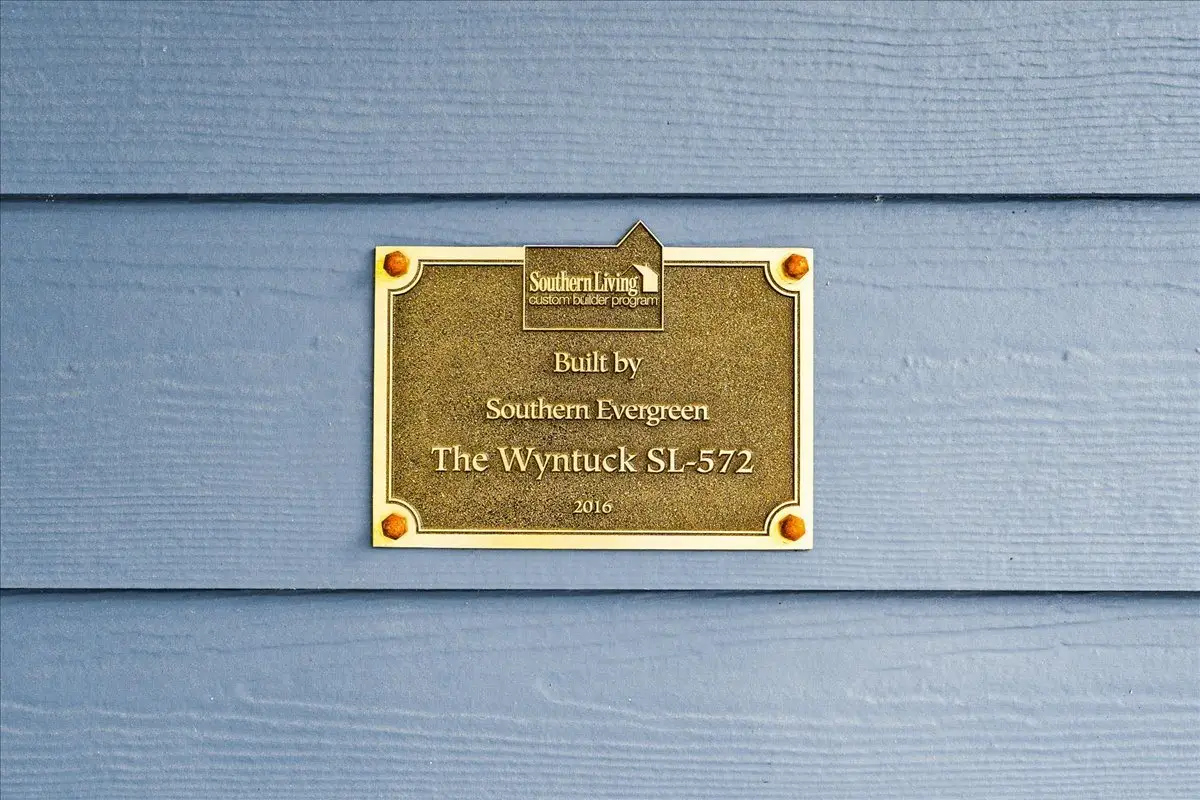 Southern Living
custom builder program
Built by
Southern Evergreen
The Wyntuck SL-572
2016